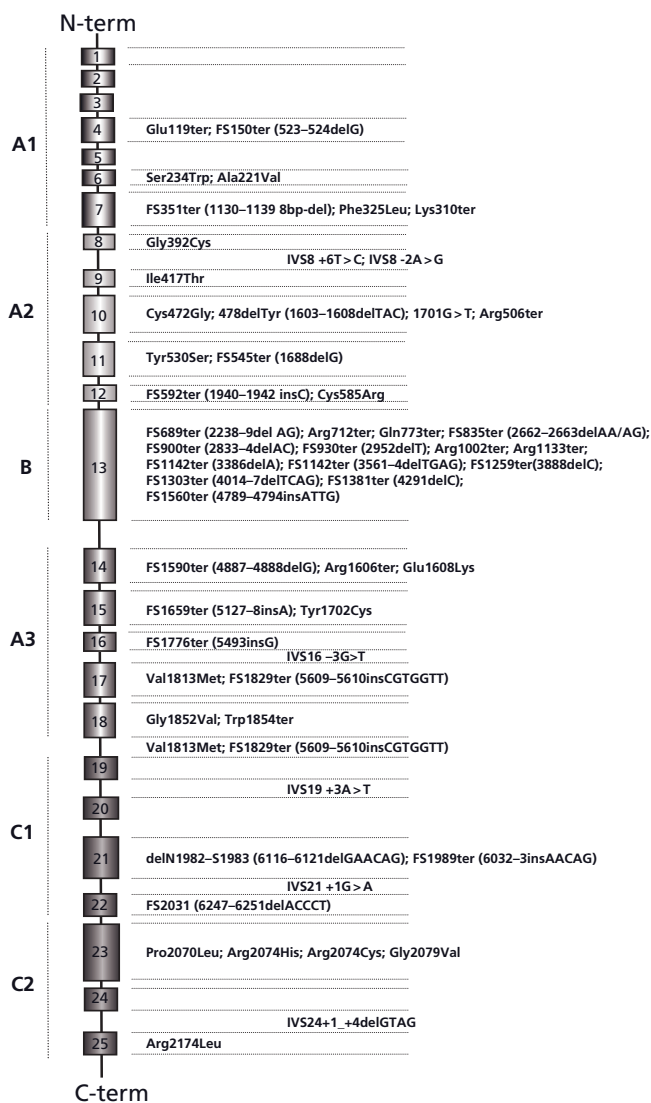 N-term
1
2
3
A1
4 Glu119ter; FS150ter (523–524delG)
5
6 Ser234Trp; Ala221Val
7 FS351ter (1130–1139 8bp-del); Phe325Leu; Lys310ter
8 Gly392Cys
IVS8 +6T>C; IVS8 -2A>G
9 Ile417Thr
A2
10 Cys472Gly; 478delTyr (1603–1608delTAC); 1701G>T; Arg506ter
11 Tyr530Ser; FS545ter (1688delG)
12 FS592ter (1940–1942 insC); Cys585Arg
B
13
FS689ter (2238–9del AG); Arg712ter; Gln773ter; FS835ter (2662–2663delAA/AG);
FS900ter (2833–4delAC); FS930ter (2952delT); Arg1002ter; Arg1133ter;
FS1142ter (3386delA); FS1142ter (3561–4delTGAG); FS1259ter(3888delC);
FS1303ter (4014–7delTCAG); FS1381ter (4291delC);
FS1560ter (4789–4794insATTG)
14 FS1590ter (4887–4888delG); Arg1606ter; Glu1608Lys
15 FS1659ter (5127–8insA); Tyr1702Cys
A3
16 FS1776ter (5493insG)
IVS16 –3G>T
17 Val1813Met; FS1829ter (5609–5610insCGTGGTT)
18 Gly1852Val; Trp1854ter
Val1813Met; FS1829ter (5609–5610insCGTGGTT)
19
IVS19 +3A>T
20
C1
21 delN1982–S1983 (6116–6121delGAACAG); FS1989ter (6032–3insAACAG)
IVS21 +1G>A
22 FS2031 (6247–6251delACCCT)
23 Pro2070Leu; Arg2074His; Arg2074Cys; Gly2079Val
C2
24
IVS24+1_+4delGTAG
25 Arg2174Leu
C-term